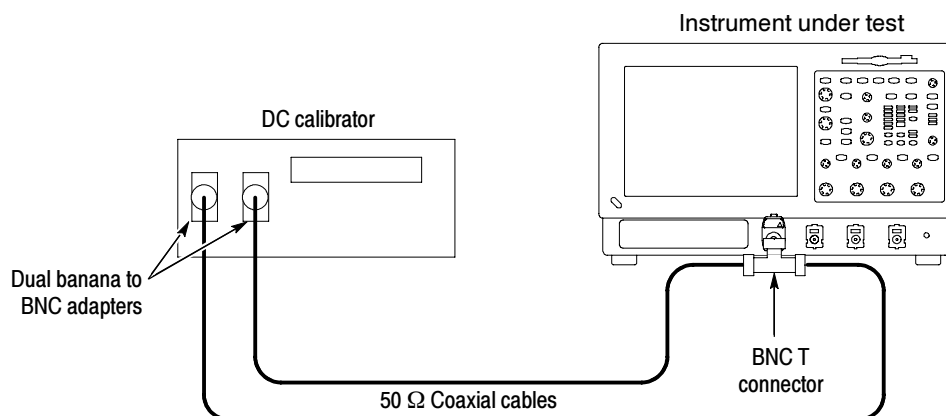 Instrument under test
DC calibrator
Dual banana to
BNC adapters
BNC T
connector
50 Ω Coaxial cables